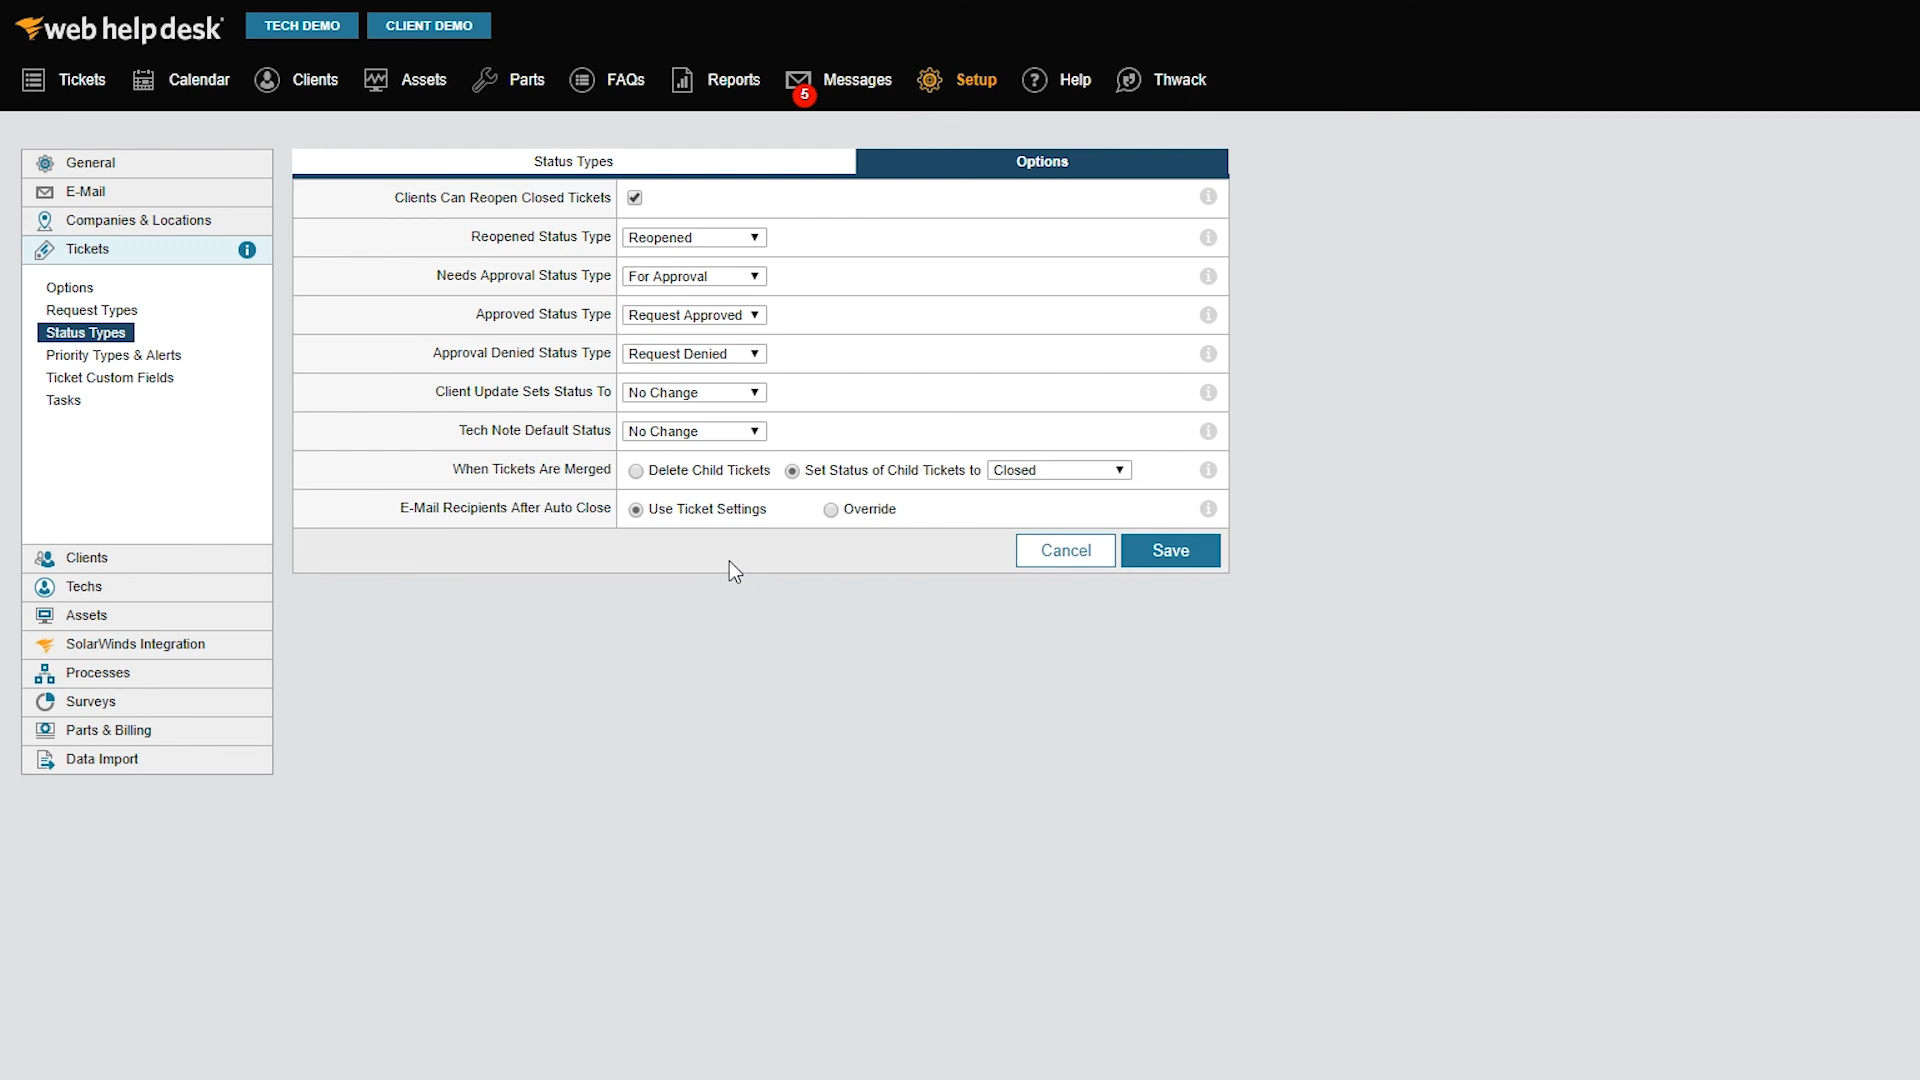 web help desk
TECH DEMO
CLIENT DEMO
Tickets
Calendar
Clients
Assets
Parts
FAQs
Reports
5
Messages
Setup
Help
Thwack
General
E-Mail
Companies & Locations
Tickets
Options
Request Types
Status Types
Priority Types & Alerts
Ticket Custom Fields
Tasks
Clients
Techs
Assets
SolarWinds Integration
Processes
Surveys
Parts & Billing
Data Import
Status Types
Options
Clients Can Reopen Closed Tickets
Reopened Status Type Reopened
Needs Approval Status Type For Approval
Approved Status Type Request Approved
Approval Denied Status Type Request Denied
Client Update Sets Status To No Change
Tech Note Default Status No Change
When Tickets Are Merged Delete Child Tickets Set Status of Child Tickets to Closed
E-Mail Recipients After Auto Close Use Ticket Settings Override
Cancel
Save